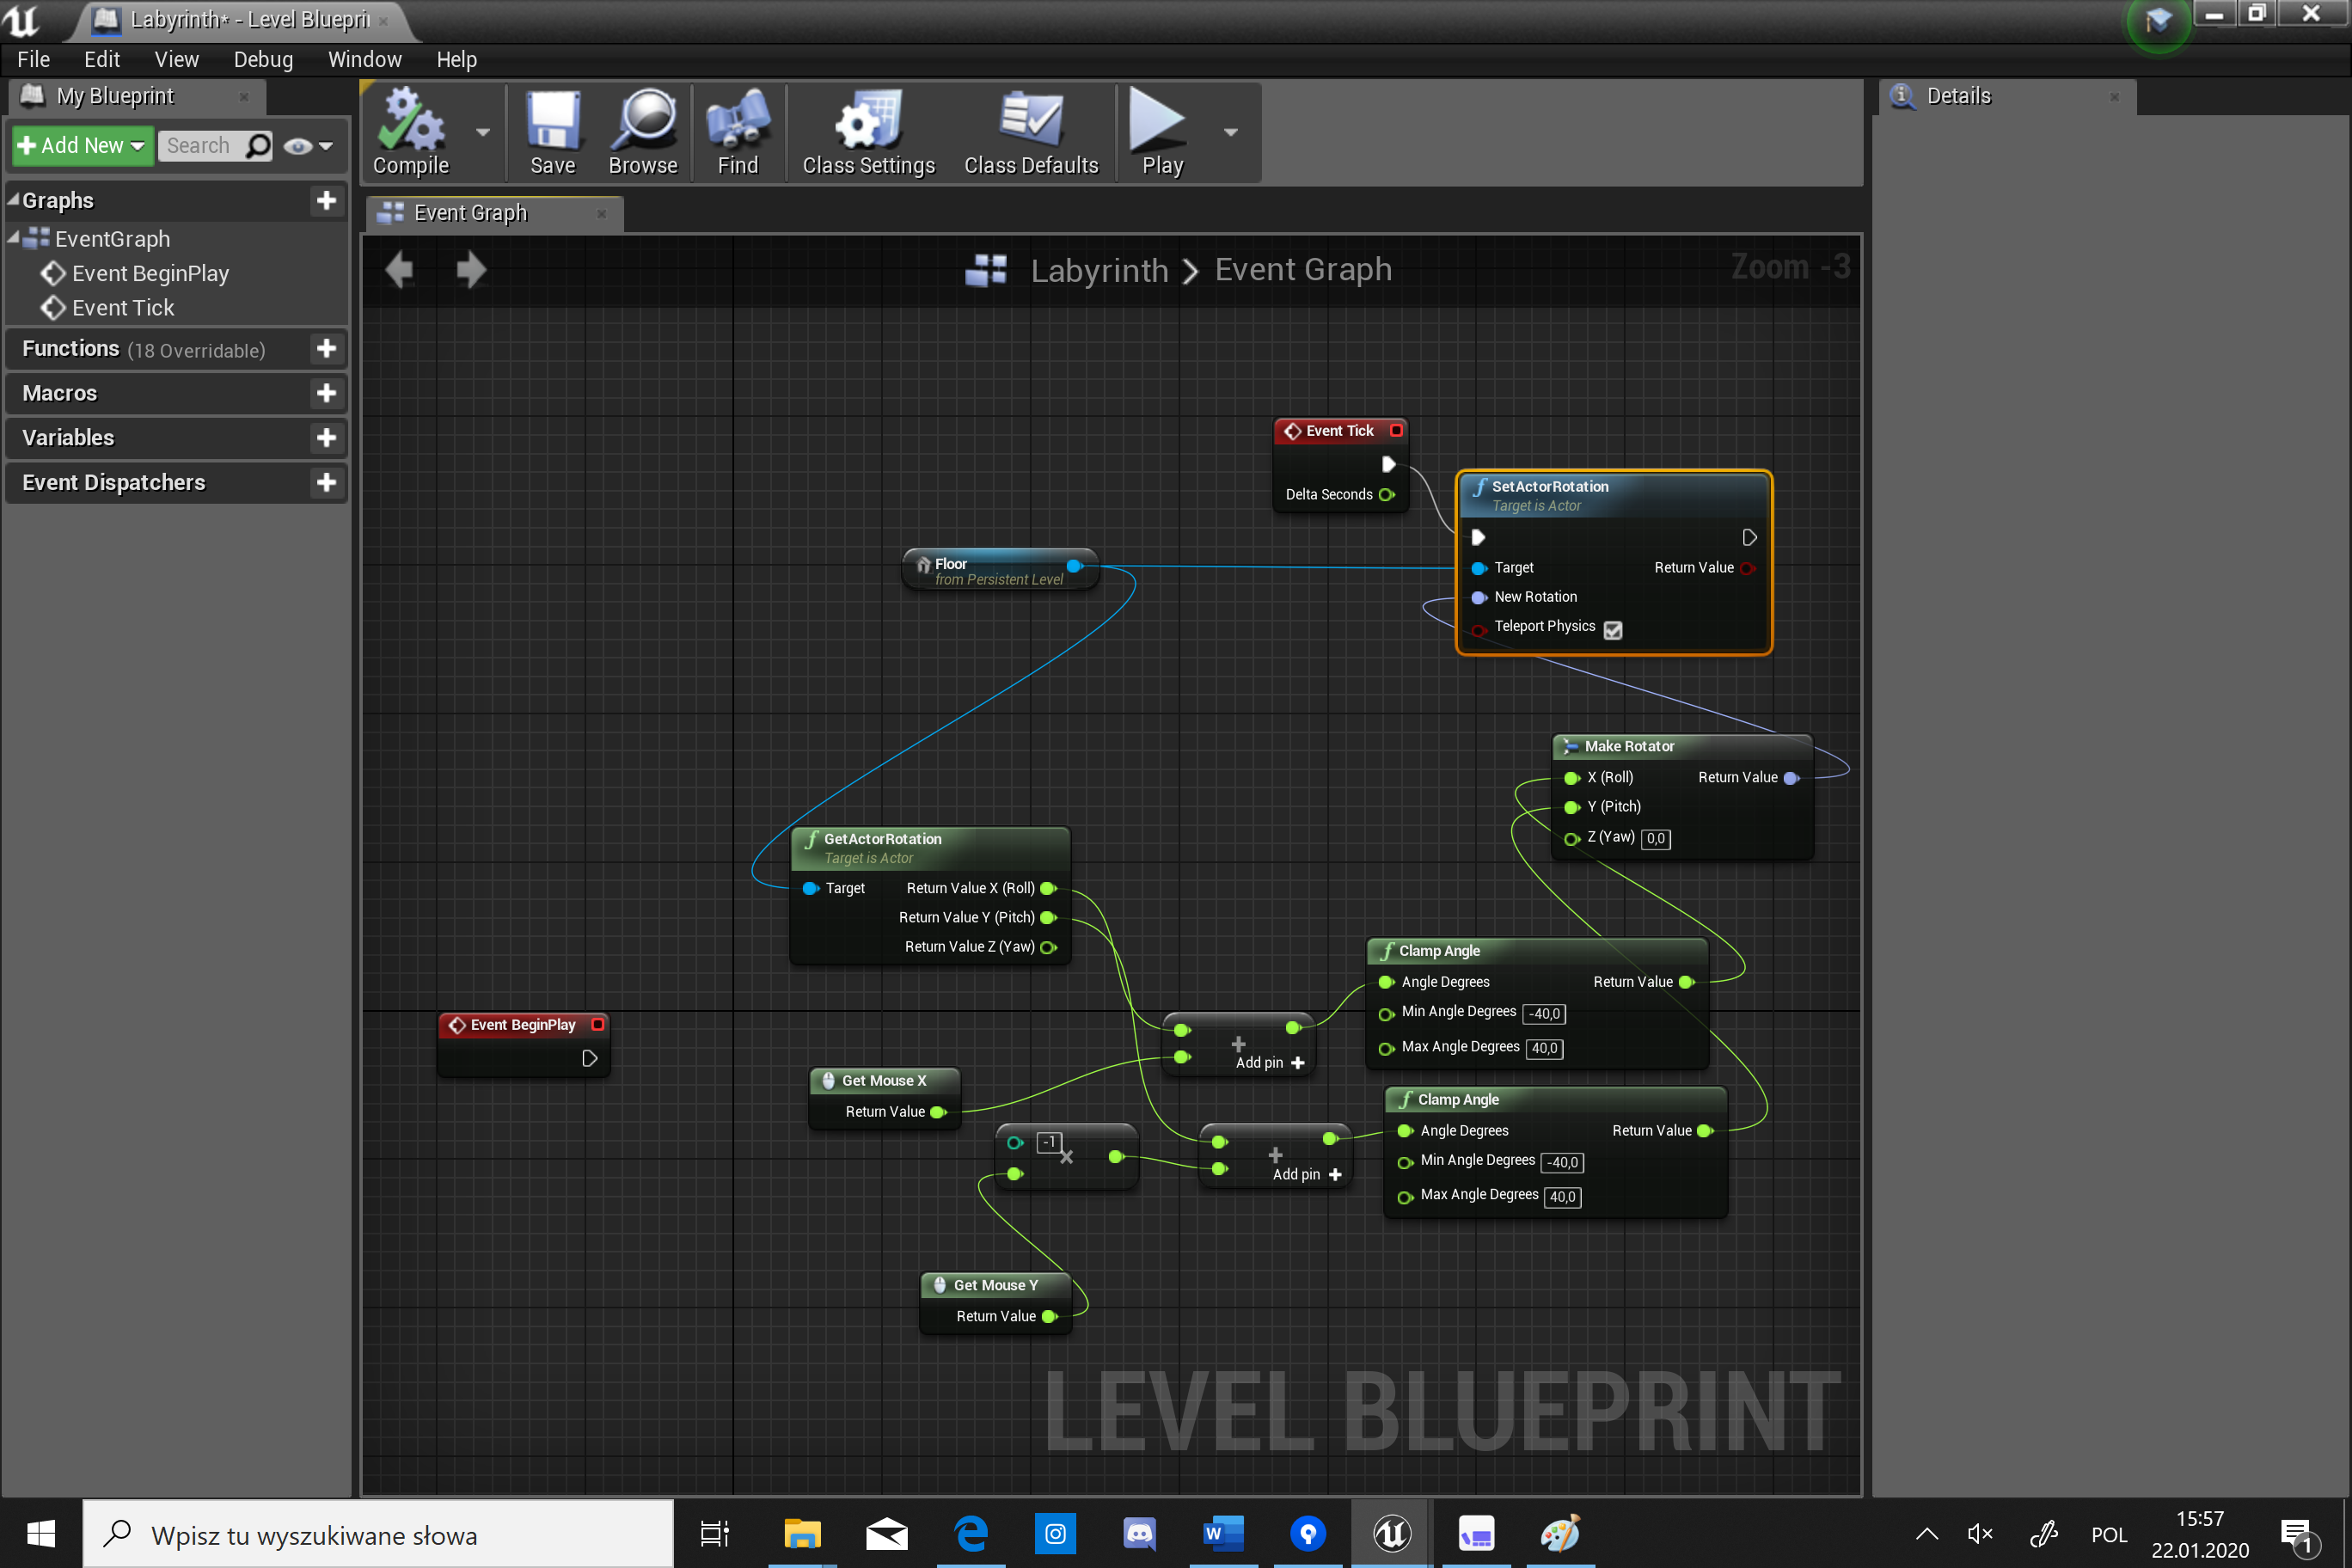 Labyrinth* - Level Blueprin
File Edit View Debug Window Help
My Blueprint
Add New
Search
Graphs
EventGraph
Event BeginPlay
Event Tick
Functions (18 Overridable)
Macros
Variables
Event Dispatchers
Compile
Save
Browse
Find
Class Settings
Class Defaults
Play
Details
Event Graph
Labyrinth > Event Graph
Zoom -3
Event Tick
Delta Seconds
SetActorRotation
Target is Actor
Target
Return Value
New Rotation
Teleport Physics
Floor
from Persistent Level
Make Rotator
X (Roll)
Return Value
Y (Pitch)
Z (Yaw) 0,0
GetActorRotation
Target is Actor
Target
Return Value X (Roll)
Return Value Y (Pitch)
Return Value Z (Yaw)
Clamp Angle
Angle Degrees
Return Value
Min Angle Degrees -40,0
Max Angle Degrees 40,0
Event BeginPlay
Add pin +
Get Mouse X
Return Value
Clamp Angle
Angle Degrees
Return Value
Min Angle Degrees -40,0
Max Angle Degrees 40,0
-1
Add pin +
Get Mouse Y
Return Value
LEVEL BLUEPRINT
Wpisz tu wyszukiwane słowa
POL
15:57
22.01.2020
1